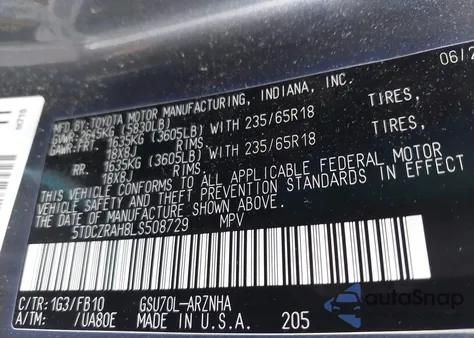 MFD.BY:TOYOTA MOTOR MANUFACTURING, INDIANA, INC. 06/2
GVWR: 2645KG (5830LB)
GAWR:FRT. 1635KG (3605LB) WITH 235/65R18 TIRES,
18X8J RIMS,
RR. 1635KG (3605LB) WITH 235/65R18 TIRES,
18X8J RIMS,
THIS VEHICLE CONFORMS TO ALL APPLICABLE FEDERAL MOTOR
VEHICLE SAFETY AND THEFT PREVENTION STANDARDS IN EFFECT
ON THE DATE OF MANUFACTURE SHOWN ABOVE.
5TDCZRAH8LS508729 MPV
C/TR: 1G3/FB10 GSU70L-ARZNHA
A/TM: /UA80E MADE IN U.S.A. 205
autoSnap